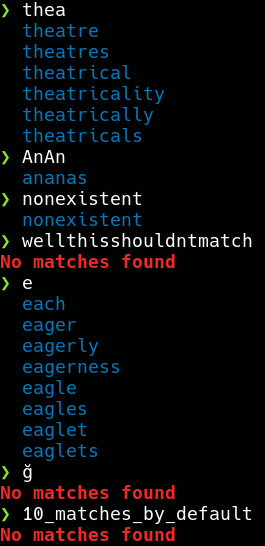 ❯ thea
theatre
theatres
theatrical
theatricality
theatrically
theatricals
❯ AnAn
ananas
❯ nonexistent
nonexistent
❯ wellthisshouldntmatch
No matches found
❯ e
each
eager
eagerly
eagerness
eagle
eagles
eaglet
eaglets
❯ ğ
No matches found
❯ 10_matches_by_default
No matches found